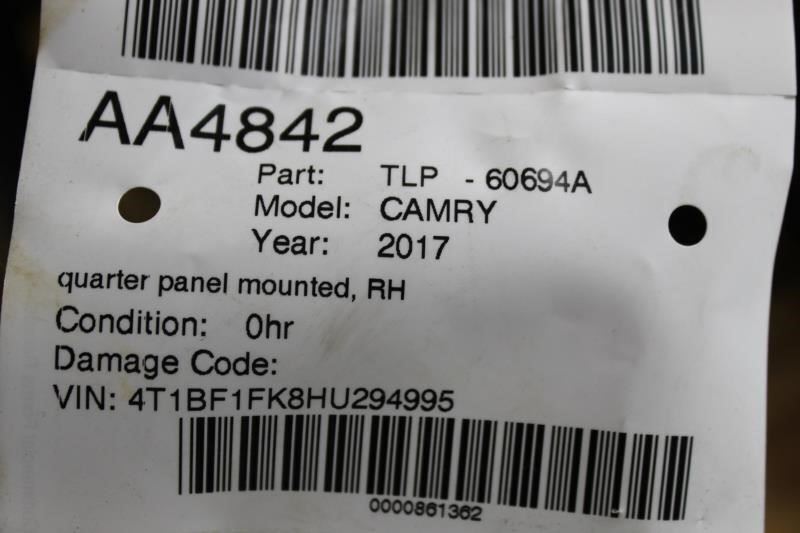 AA4842
Part: TLP - 60694A
Model: CAMRY
Year: 2017
quarter panel mounted, RH
Condition: 0hr
Damage Code:
VIN: 4T1BF1FK8HU294995
0000861362